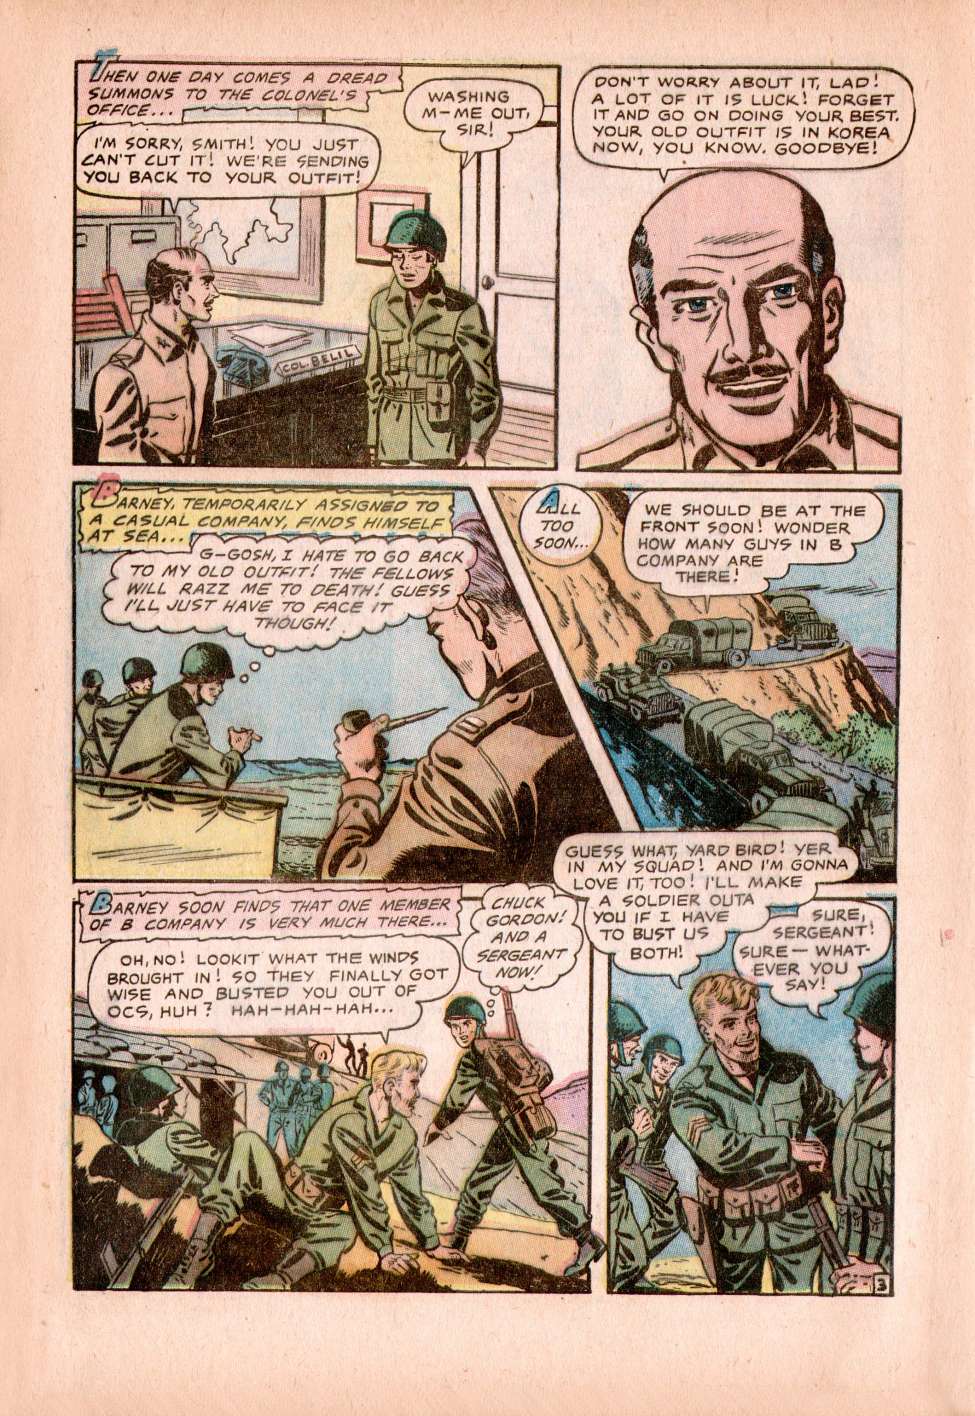 THEN ONE DAY COMES A DREAD
SUMMONS TO THE COLONEL'S
OFFICE...
I'M SORRY, SMITH! YOU JUST
CAN'T CUT IT! WE'RE SENDING
YOU BACK TO YOUR OUTFIT!
WASHING
M-ME OUT,
SIR!
COL. BELIL
DON'T WORRY ABOUT IT, LAD!
A LOT OF IT IS LUCK! FORGET
IT AND GO ON DOING YOUR BEST.
YOUR OLD OUTFIT IS IN KOREA
NOW, YOU KNOW. GOODBYE!
BARNEY, TEMPORARILY ASSIGNED TO
A CASUAL COMPANY, FINDS HIMSELF
AT SEA...
G-GOSH, I HATE TO GO BACK
TO MY OLD OUTFIT! THE FELLOWS
WILL RAZZ ME TO DEATH! GUESS
I'LL JUST HAVE TO FACE IT
THOUGH!
ALL
TOO
SOON...
WE SHOULD BE AT THE
FRONT SOON! WONDER
HOW MANY GUYS IN B
COMPANY ARE
THERE!
BARNEY SOON FINDS THAT ONE MEMBER
OF B COMPANY IS VERY MUCH THERE...
OH, NO! LOOKIT WHAT THE WINDS
BROUGHT IN! SO THEY FINALLY GOT
WISE AND BUSTED YOU OUT OF
OCS, HUH? HAH-HAH-HAH...
CHUCK
GORDON!
AND A
SERGEANT
NOW!
GUESS WHAT, YARD BIRD! YER
IN MY SQUAD! AND I'M GONNA
LOVE IT, TOO! I'LL MAKE
A SOLDIER OUTA
YOU IF I HAVE
TO BUST US
BOTH!
SURE,
SERGEANT!
SURE-WHAT-
EVER YOU
SAY!
3